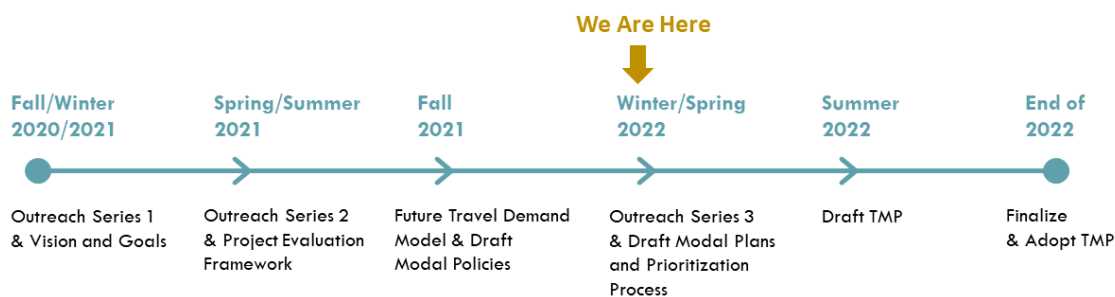 We Are Here
Fall/Winter
2020/2021
Spring/Summer
2021
Fall
2021
Winter/Spring
2022
Summer
2022
End of
2022
Outreach Series 1
& Vision and Goals
Outreach Series 2
& Project Evaluation
Framework
Future Travel Demand
Model & Draft
Modal Policies
Outreach Series 3
& Draft Modal Plans
and Prioritization
Process
Draft TMP
Finalize
& Adopt TMP